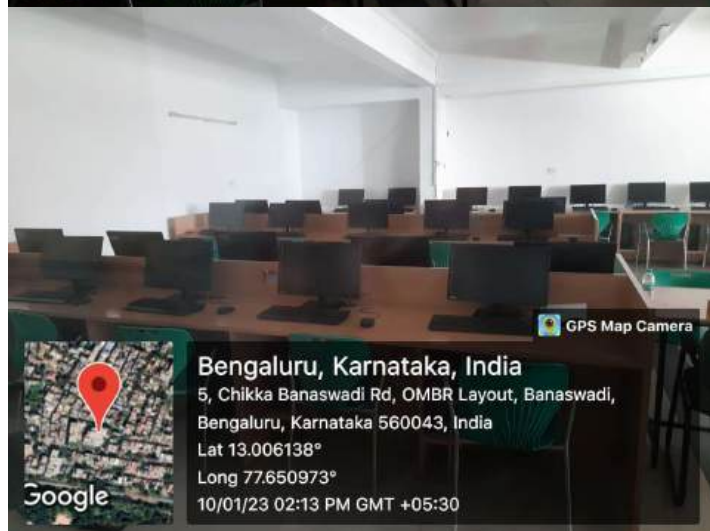 GPS Map Camera
Bengaluru, Karnataka, India
5, Chikka Banaswadi Rd, OMBR Layout, Banaswadi,
Bengaluru, Karnataka 560043, India
Lat 13.006138°
Long 77.650973°
10/01/23 02:13 PM GMT +05:30
Google